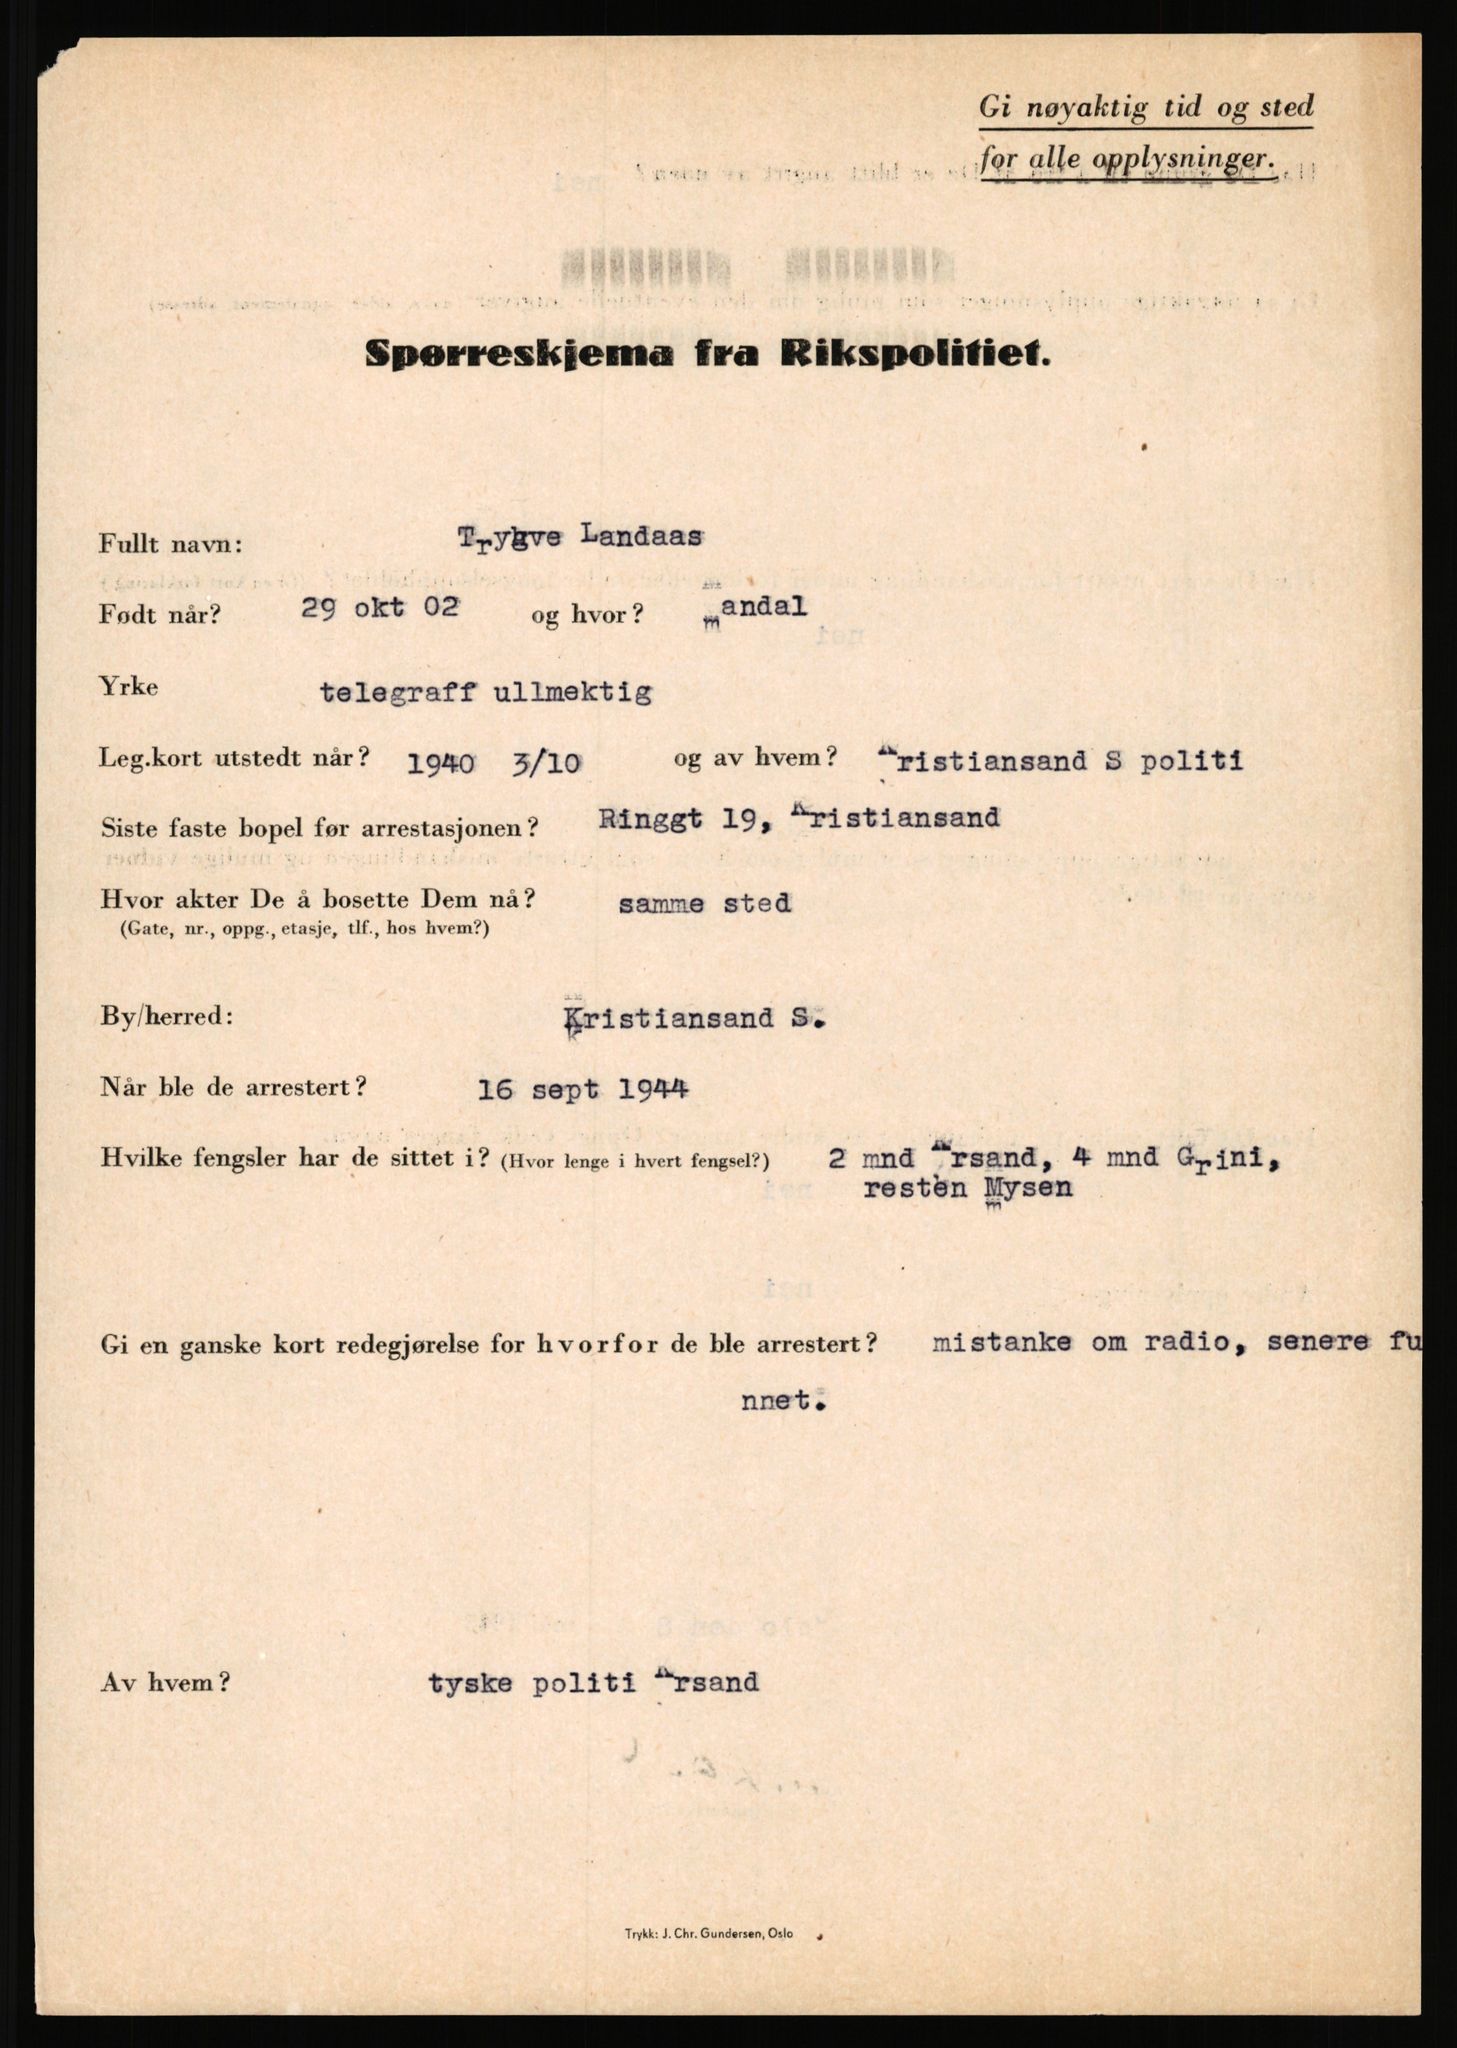 Gi nøyaktig tid og sted
for alle opplysninger.
Spørreskjema fra Rikspolitiet.
Fullt navn: Trygve Landaas
Født når? 29 okt 02 og hvor? Mandal
Yrke telegraff ullmektig
Leg.kort utstedt når? 1940 3/10 og av hvem? Kristiansand S politi
Siste faste bopel før arrestasjonen? Ringgt 19, Kristiansand
Hvor akter De å bosette Dem nå? samme sted
(Gate, nr., oppg., etasje, tlf., hos hvem?)
By/herred: Kristiansand S.
Når ble de arrestert? 16 sept 1944
Hvilke fengsler har de sittet i? (Hvor lenge i hvert fengsel?) 2 mnd Krsand, 4 mnd Grini,
resten Mysen
Gi en ganske kort redegjørelse for hvorfor de ble arrestert? mistanke om radio, senere fu
nnet.
Av hvem? tyske politi Krsand
Trykk: J. Chr. Gundersen, Oslo